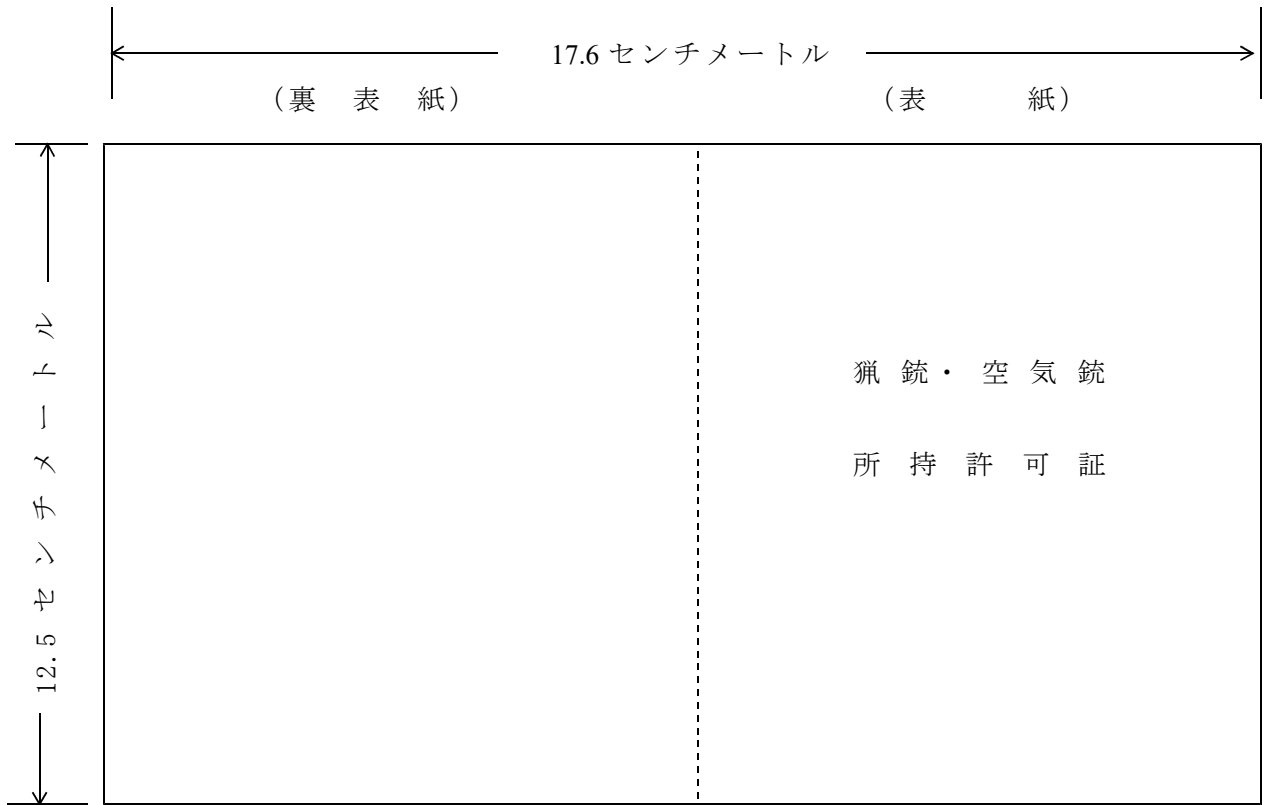 17.6センチメートル
（裏　表　紙）
（表　　　紙）
12.5センチメートル
猟 銃・ 空 気 銃
所 持 許 可 証